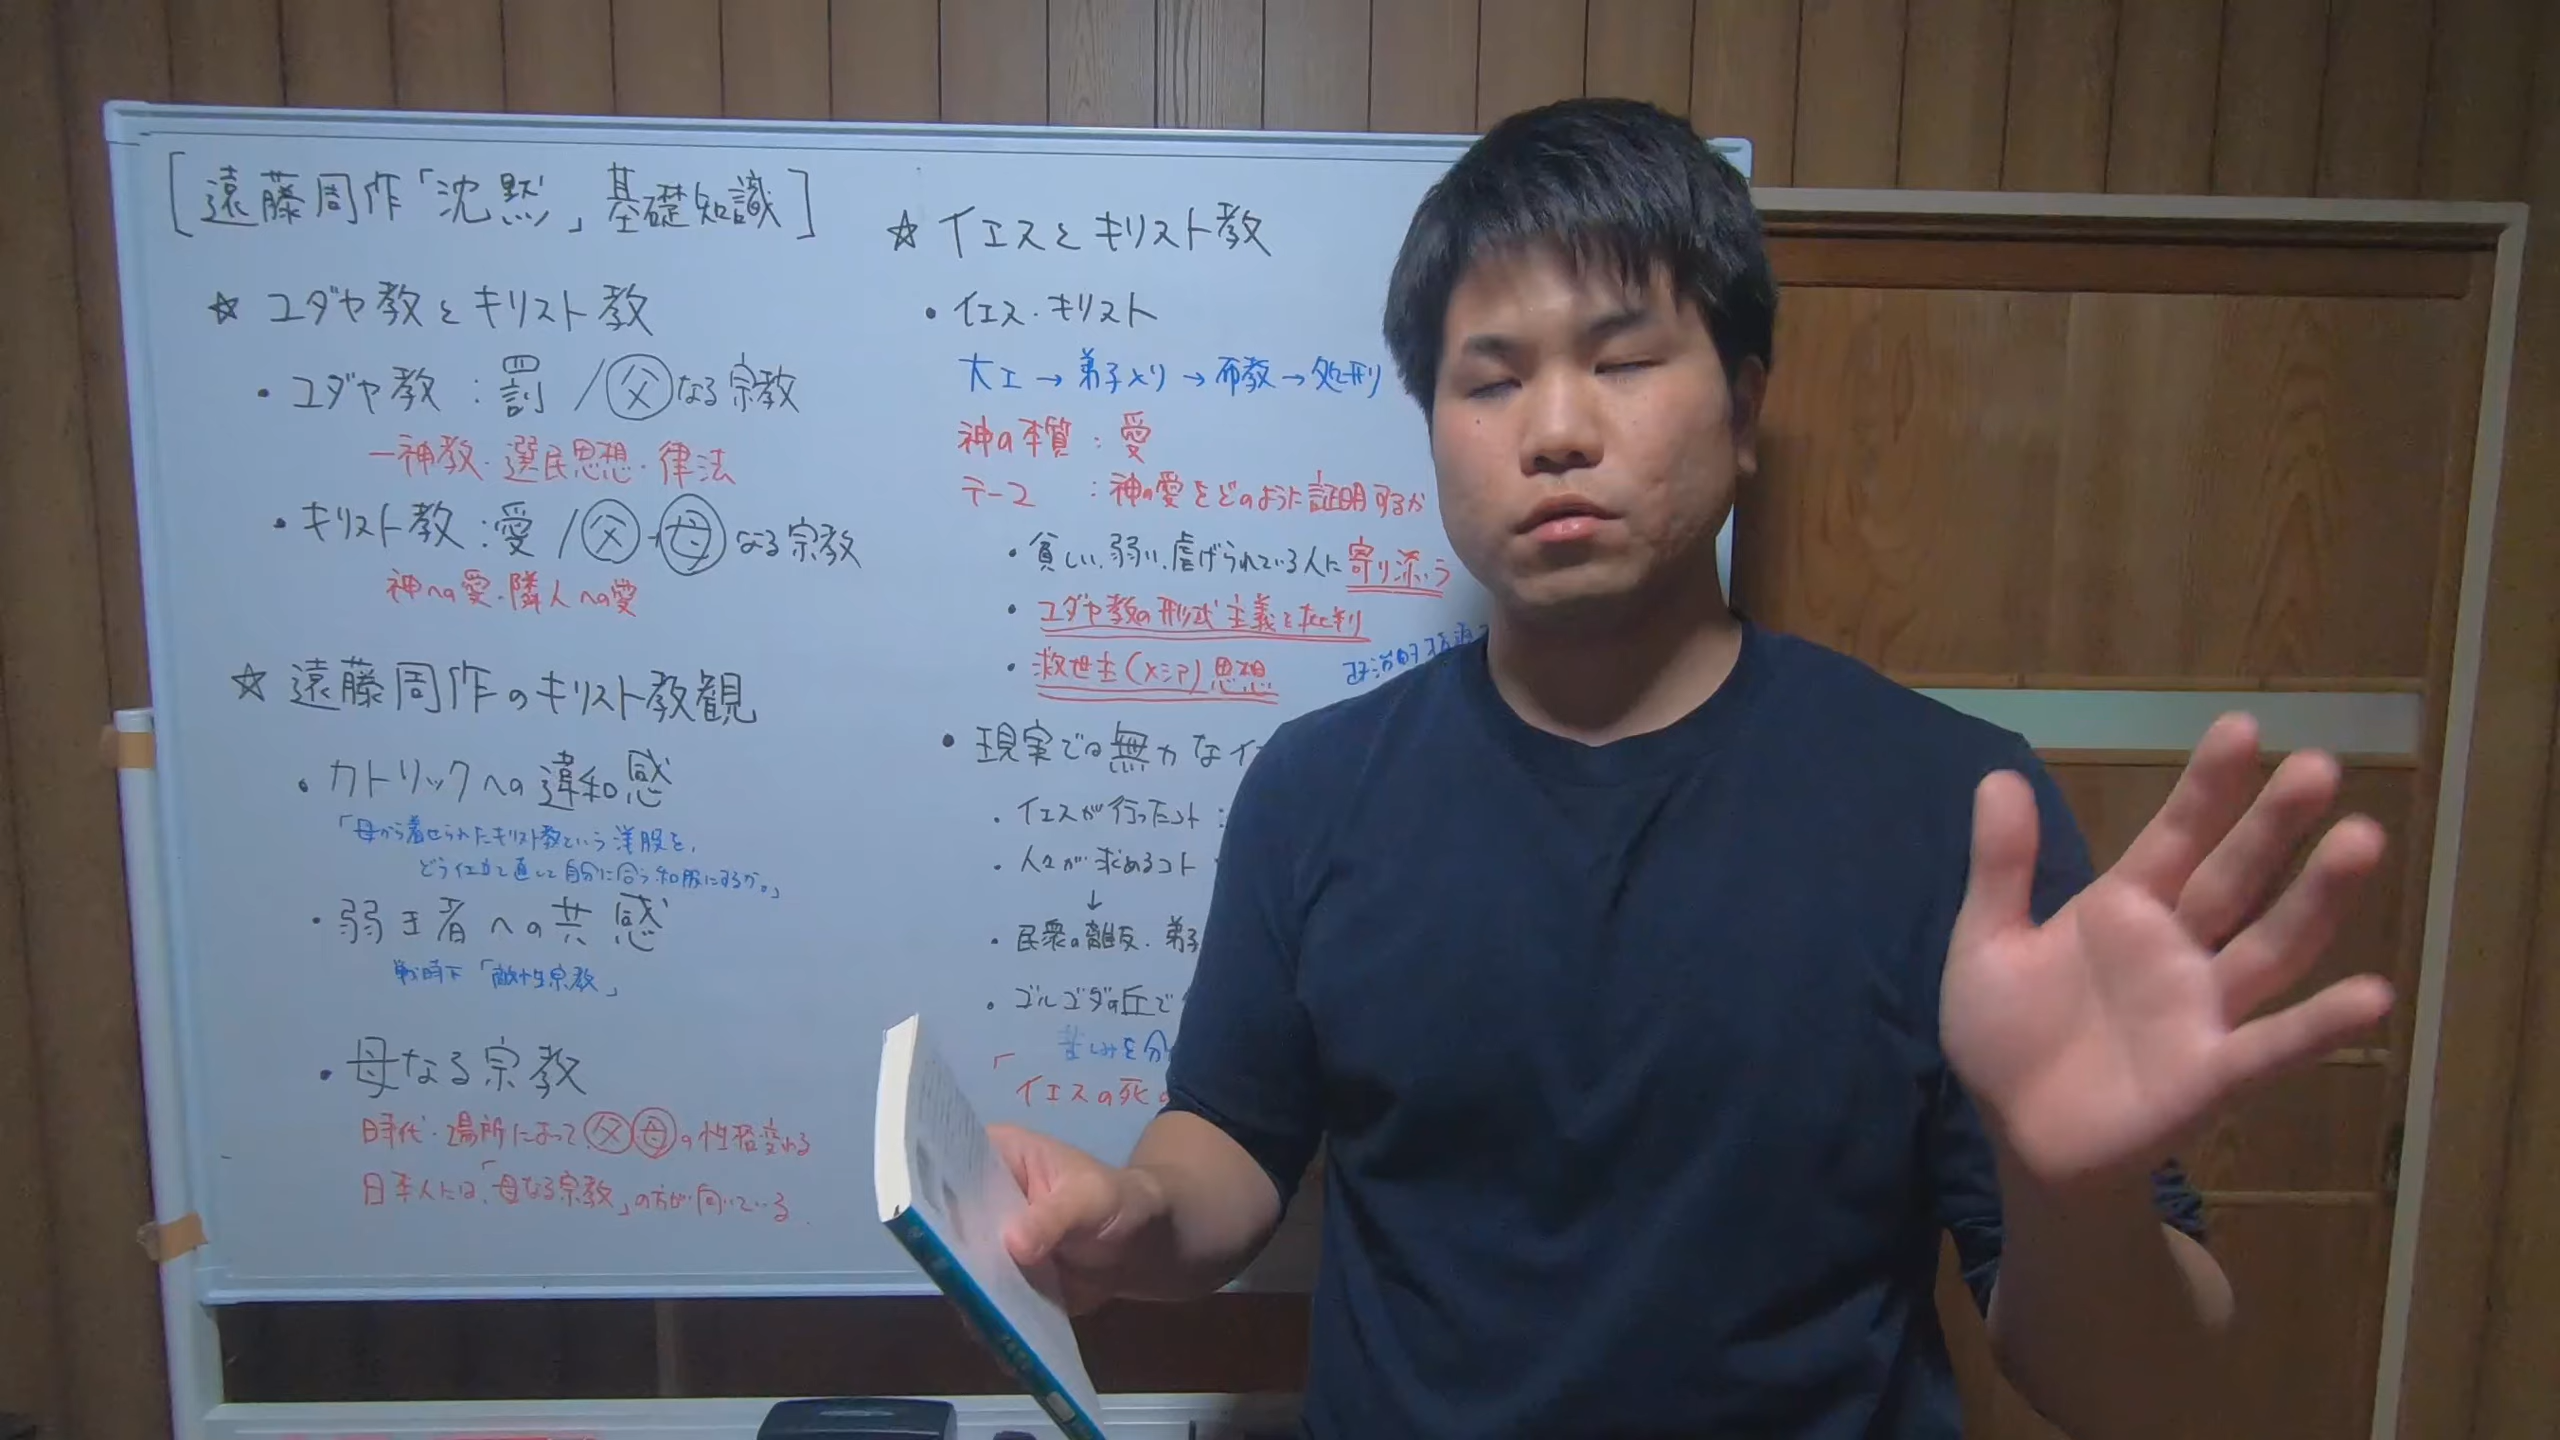 [遠藤周作「沈黙」基礎知識]
☆ ユダヤ教とキリスト教
・ユダヤ教:罰/父なる宗教
一神教・選民思想・律法
・キリスト教:愛/父・母なる宗教
神への愛・隣人への愛
☆ 遠藤周作のキリスト教観
・カトリックへの違和感
「母から着せられたキリスト教という洋服を、
どう仕立て直して自分に合う和服にするか。」
・弱者への共感
戦時下「敵性宗教」
・母なる宗教
時代・場所によって父母の性格変わる
日本人には、「母なる宗教」の方が向いている
☆ イエスとキリスト教
・イエス・キリスト
大工→弟子入り→布教→処刑
神の本質:愛
テーマ:神の愛をどのように証明するか
・貧しい、弱い、虐げられている人に寄り添う
・ユダヤ教の形式主義を批判
・救世主(メシア)思想
政治的
・現実では無力なイ
・イエスが行ったコト:
・人々が求めるコト
↓
・民衆の離反・弟子
・ゴルゴダの丘で
苦しみを分
「イエスの死の